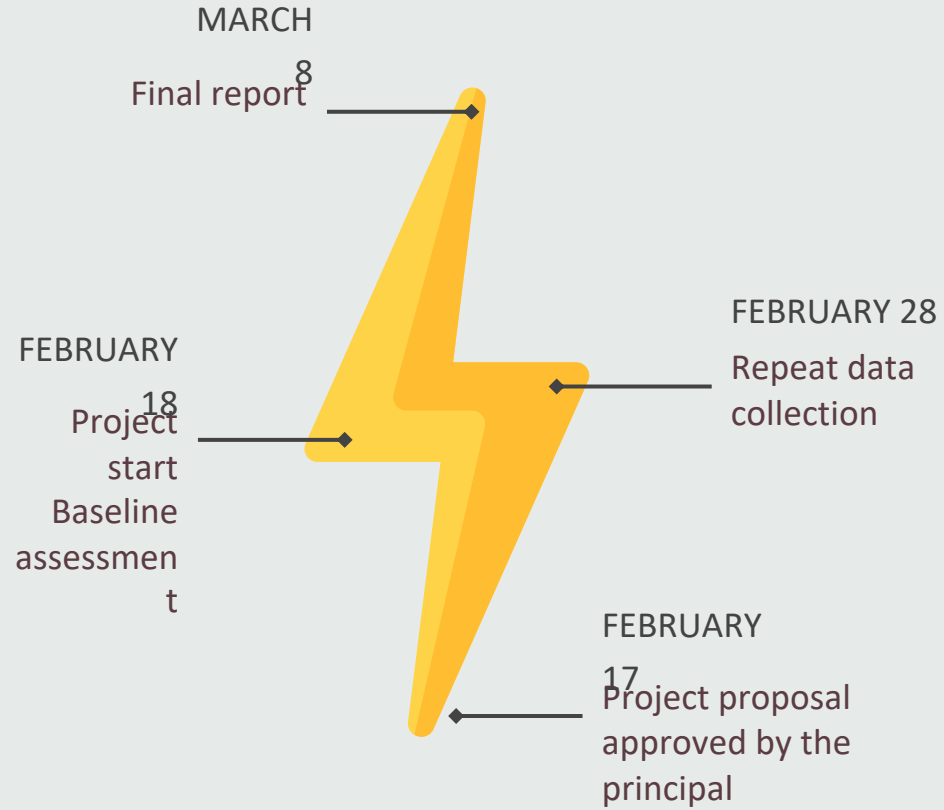 MARCH
8
Final report
FEBRUARY
18
Project
start
Baseline
assessmen
t
FEBRUARY 28
Repeat data
collection
FEBRUARY
17
Project proposal
approved by the
principal